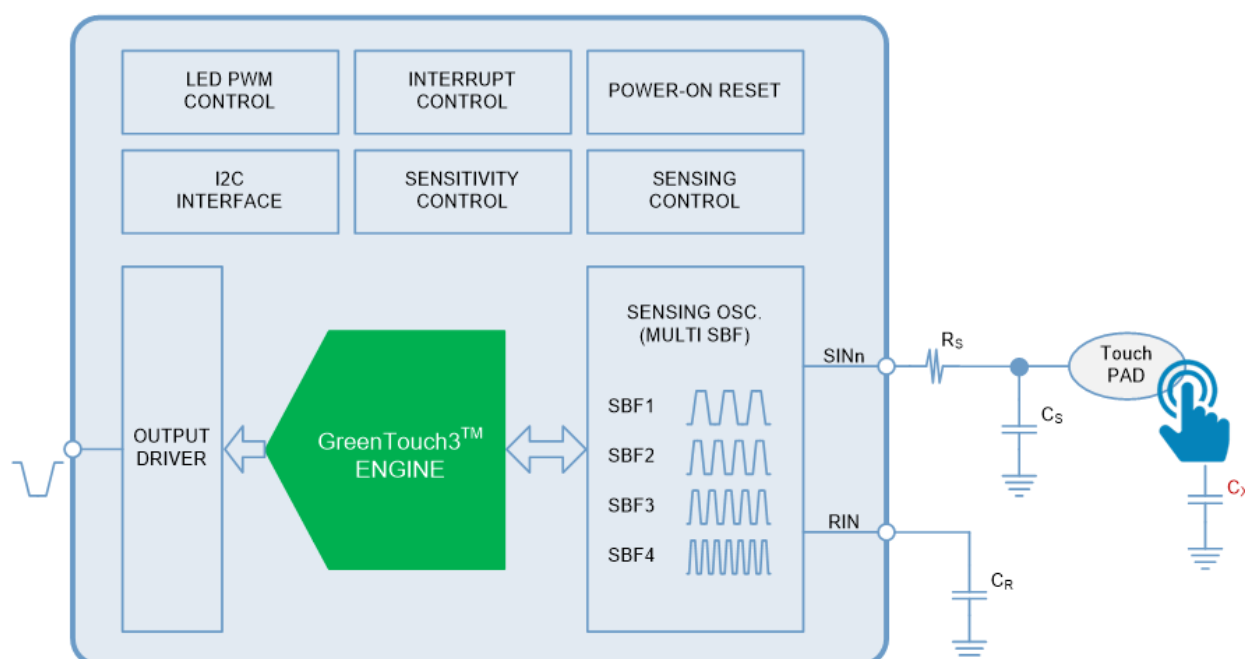 LED PWM
CONTROL
INTERRUPT
CONTROL
POWER-ON RESET
I2C
INTERFACE
SENSITIVITY
CONTROL
SENSING
CONTROL
OUTPUT
DRIVER
GreenTouch3™
ENGINE
SENSING OSC.
(MULTI SBF)
SBF1
SBF2
SBF3
SBF4
SINn
RIN
RS
CS
Touch
PAD
CX
CR